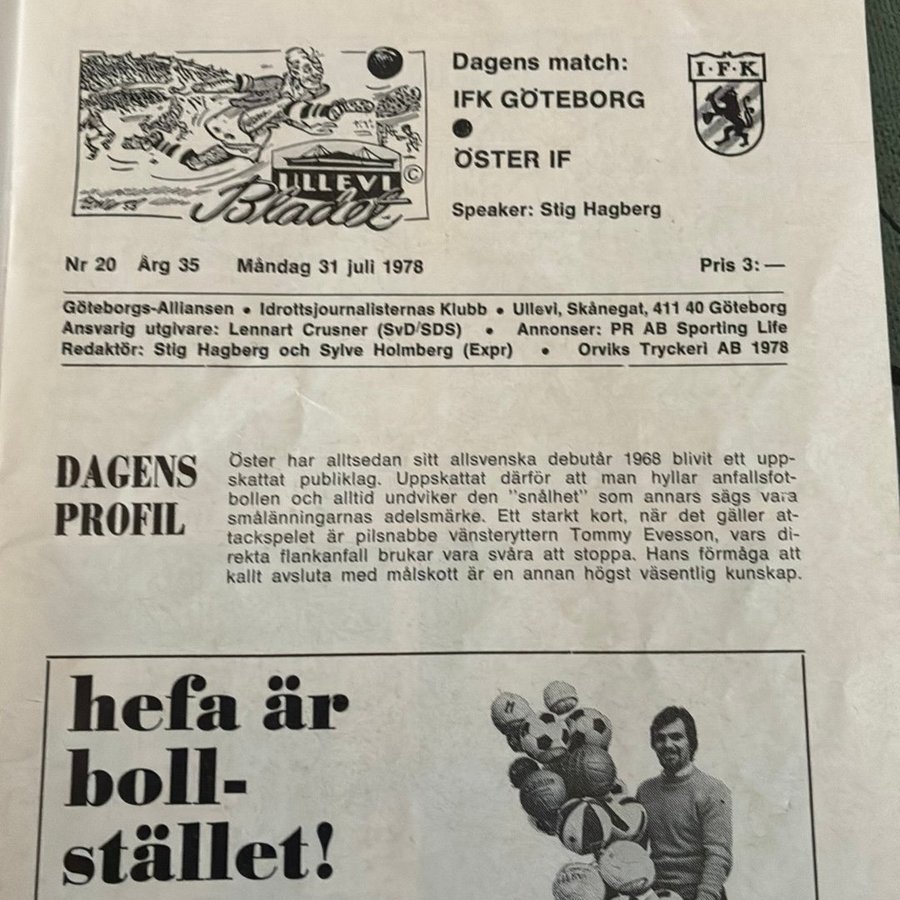 ULLEVI
Bladet
©
Dagens match:
IFK GÖTEBORG
ÖSTER IF
Speaker: Stig Hagberg
I·F·K
Nr 20 Årg 35 Måndag 31 juli 1978 Pris 3:—
Göteborgs-Alliansen • Idrottsjournalisternas Klubb • Ullevi, Skånegat, 411 40 Göteborg
Ansvarig utgivare: Lennart Crusner (SvD/SDS) • Annonser: PR AB Sporting Life
Redaktör: Stig Hagberg och Sylve Holmberg (Expr) • Orviks Tryckeri AB 1978
DAGENS
PROFIL
Öster har alltsedan sitt allsvenska debutår 1968 blivit ett upp-
skattat publiklag. Uppskattat därför att man hyllar anfallsfot-
bollen och alltid undviker den "snålhet" som annars sägs vara
smålänningarnas adelsmärke. Ett starkt kort, när det gäller at-
tackspelet är pilsnabbe vänsteryttern Tommy Evesson, vars di-
rekta flankanfall brukar vara svåra att stoppa. Hans förmåga att
kallt avsluta med målskott är en annan högst väsentlig kunskap.
hefa är
boll-
stället!